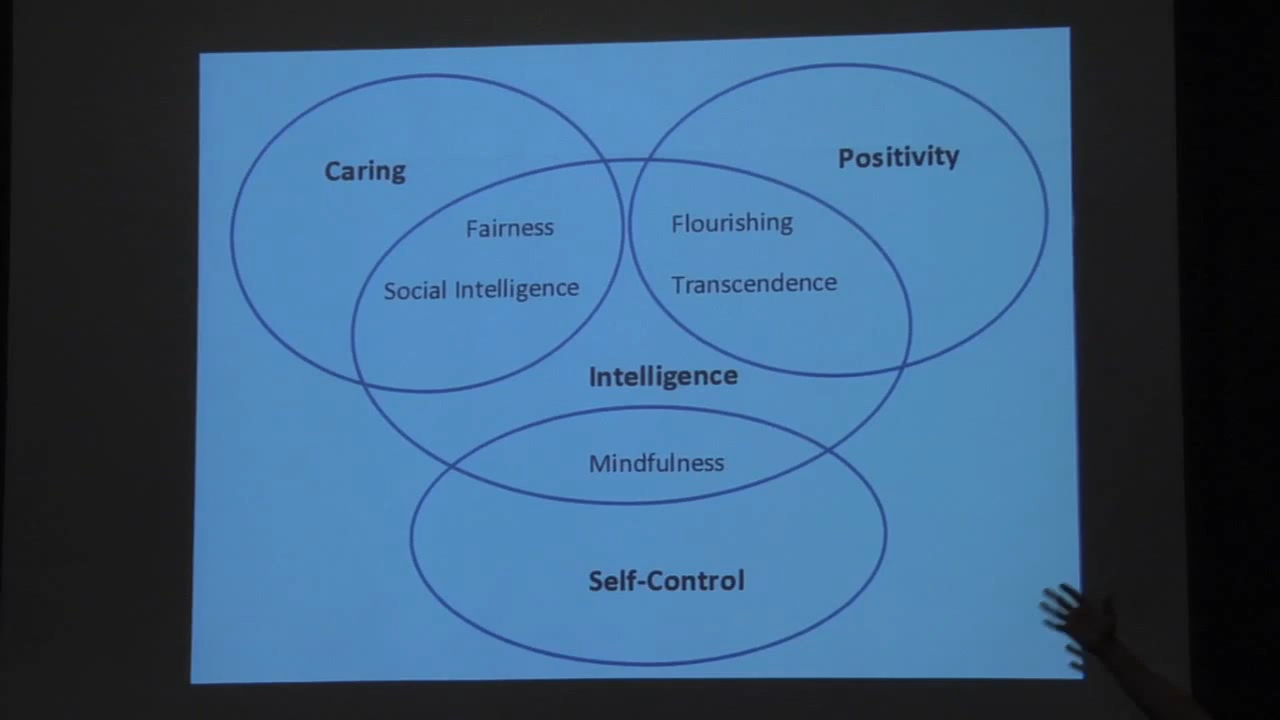 Caring
Positivity
Fairness
Flourishing
Social Intelligence
Transcendence
Intelligence
Mindfulness
Self-Control